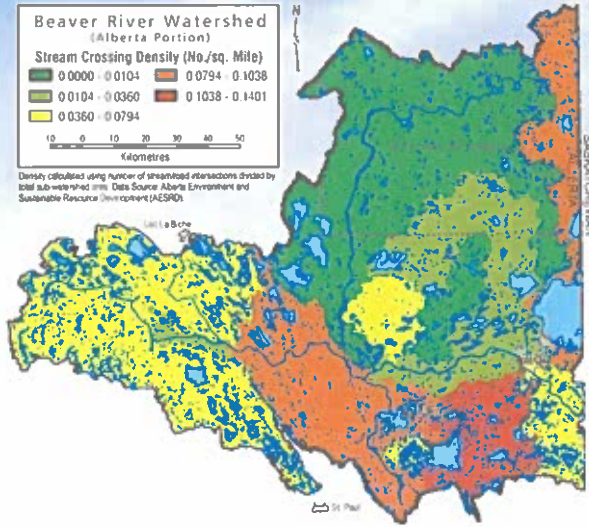 Beaver River Watershed
(Alberta Portion)
Stream Crossing Density (No./sq. Mile)
0.0000 - 0.0104
0.0794 - 0.1038
0.0104 - 0.0360
0.1038 - 0.1401
0.0360 - 0.0794
10 0 10 20 30 40 50
Kilometres
Density calculated using number of stream/road intersections divided by
total sub-watershed area. Data Source: Alberta Environment and
Sustainable Resource Development (AESRD).
N
Lac La Biche
ALBERTA
SASKATCHEWAN
St. Paul